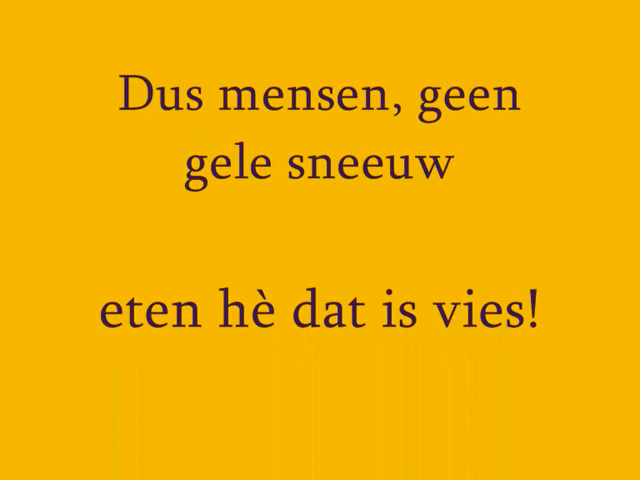 Dus mensen, geen
gele sneeuw
eten hè dat is vies!